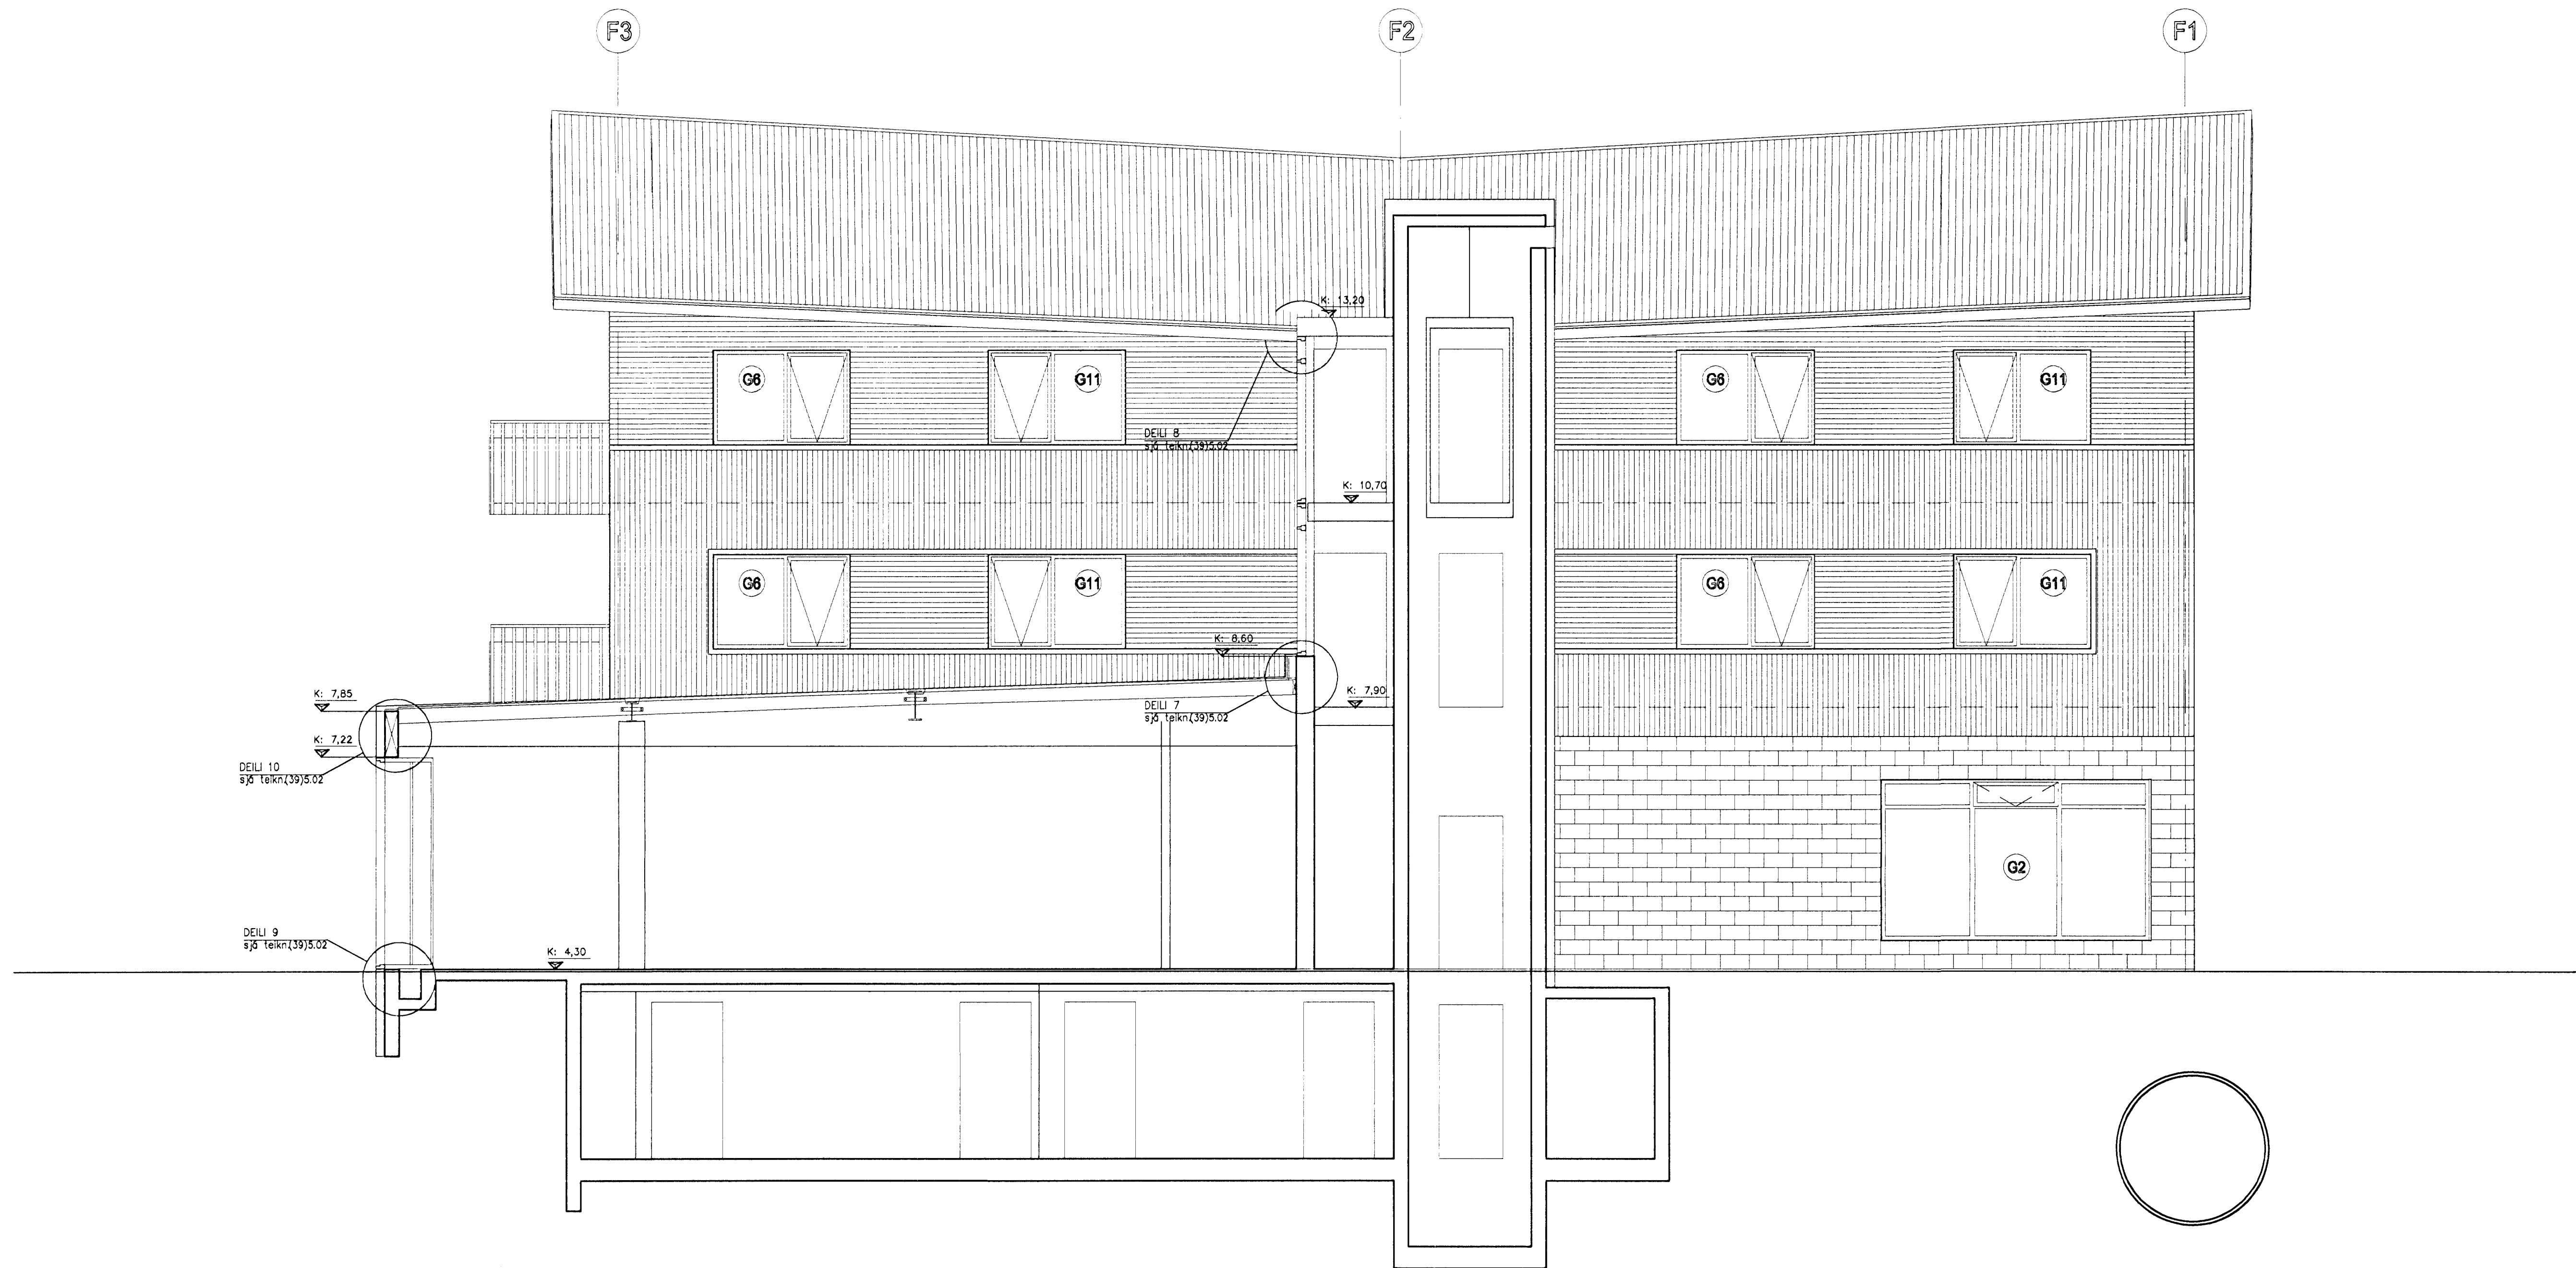 F3 F2 F1
K: 13,20
G6 G11 G6 G11
DEILI 8
sjá teikn.(39)5.02
K: 10,70
G6 G11 G6 G11
K: 8,60
K: 7,85
K: 7,90
DEILI 7
sjá teikn.(39)5.02
K: 7,22
DEILI 10
sjá teikn.(39)5.02
G2
DEILI 9
sjá teikn.(39)5.02
K: 4,30